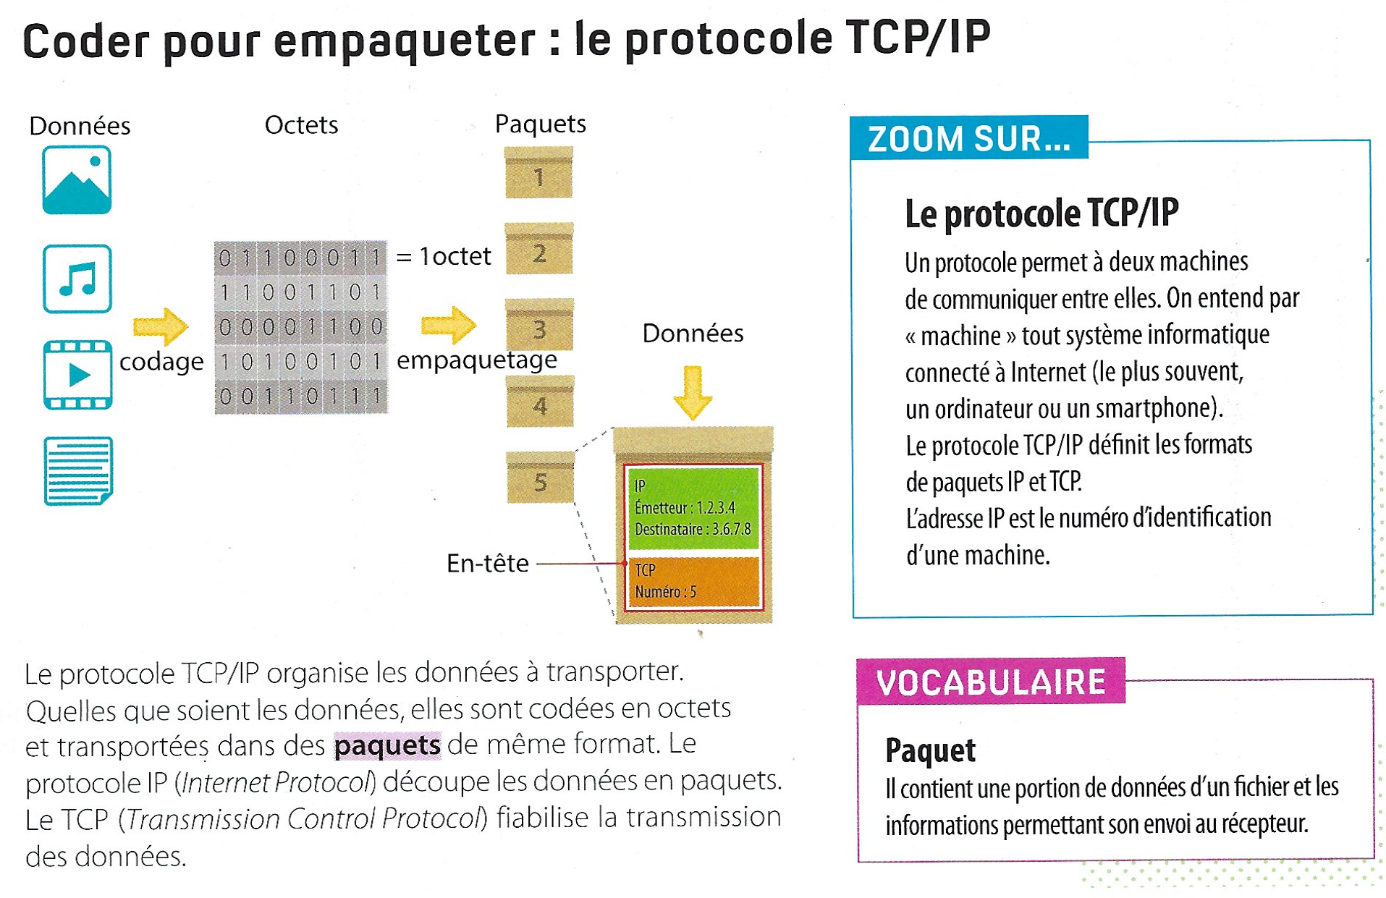 Coder pour empaqueter : le protocole TCP/IP
Données
Octets
Paquets
0 1 1 0 0 0 1 1 = 1octet
1 1 0 0 1 1 0 1
0 0 0 0 1 1 0 0
1 0 1 0 0 1 0 1
0 0 1 1 0 1 1 1
codage
empaquetage
1
2
3
4
5
Données
IP
Émetteur : 1.2.3.4
Destinataire : 3.6.7.8
En-tête
TCP
Numéro : 5
Le protocole TCP/IP organise les données à transporter.
Quelles que soient les données, elles sont codées en octets
et transportées dans des paquets de même format. Le
protocole IP (Internet Protocol) découpe les données en paquets.
Le TCP (Transmission Control Protocol) fiabilise la transmission
des données.
ZOOM SUR...
Le protocole TCP/IP
Un protocole permet à deux machines
de communiquer entre elles. On entend par
« machine » tout système informatique
connecté à Internet (le plus souvent,
un ordinateur ou un smartphone).
Le protocole TCP/IP définit les formats
de paquets IP et TCP.
L'adresse IP est le numéro d'identification
d'une machine.
VOCABULAIRE
Paquet
Il contient une portion de données d'un fichier et les
informations permettant son envoi au récepteur.